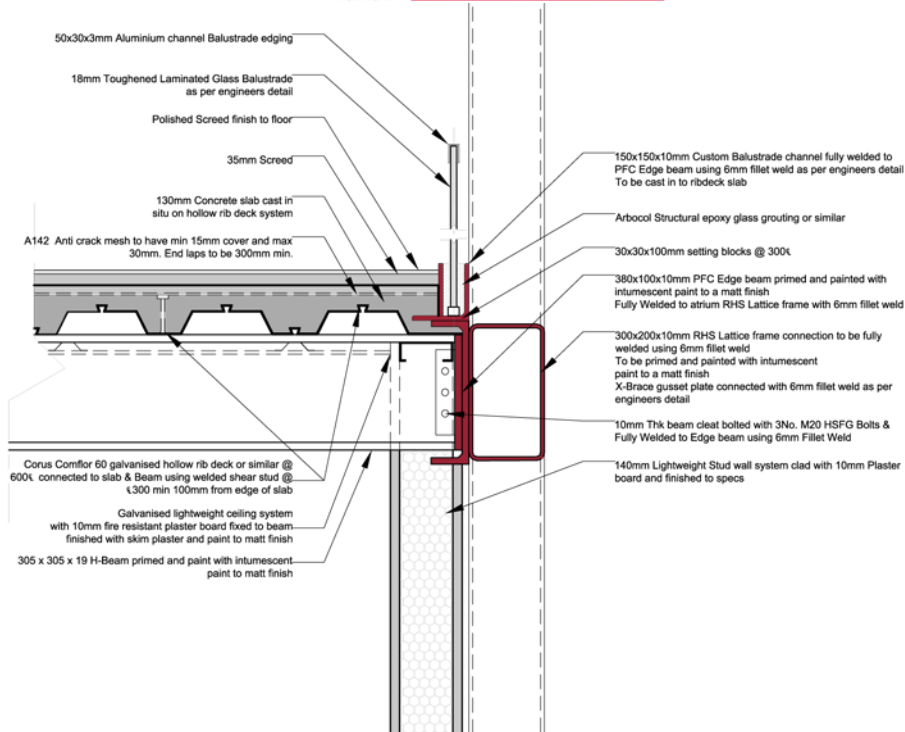 50x30x3mm Aluminium channel Balustrade edging
18mm Toughened Laminated Glass Balustrade
as per engineers detail
Polished Screed finish to floor
35mm Screed
130mm Concrete slab cast in
situ on hollow rib deck system
A142 Anti crack mesh to have min 15mm cover and max
30mm. End laps to be 300mm min.
Corus Comflor 60 galvanised hollow rib deck or similar @
600℄ connected to slab & Beam using welded shear stud @
℄300 min 100mm from edge of slab
Galvanised lightweight ceiling system
with 10mm fire resistant plaster board fixed to beam
finished with skim plaster and paint to matt finish
305 x 305 x 19 H-Beam primed and paint with intumescent
paint to matt finish
150x150x10mm Custom Balustrade channel fully welded to
PFC Edge beam using 6mm fillet weld as per engineers detail
To be cast in to ribdeck slab
Arbocol Structural epoxy glass grouting or similar
30x30x100mm setting blocks @ 300℄
380x100x10mm PFC Edge beam primed and painted with
intumescent paint to a matt finish
Fully Welded to atrium RHS Lattice frame with 6mm fillet weld
300x200x10mm RHS Lattice frame connection to be fully
welded using 6mm fillet weld
To be primed and painted with intumescent
paint to a matt finish
X-Brace gusset plate connected with 6mm fillet weld as per
engineers detail
10mm Thk beam cleat bolted with 3No. M20 HSFG Bolts &
Fully Welded to Edge beam using 6mm Fillet Weld
140mm Lightweight Stud wall system clad with 10mm Plaster
board and finished to specs